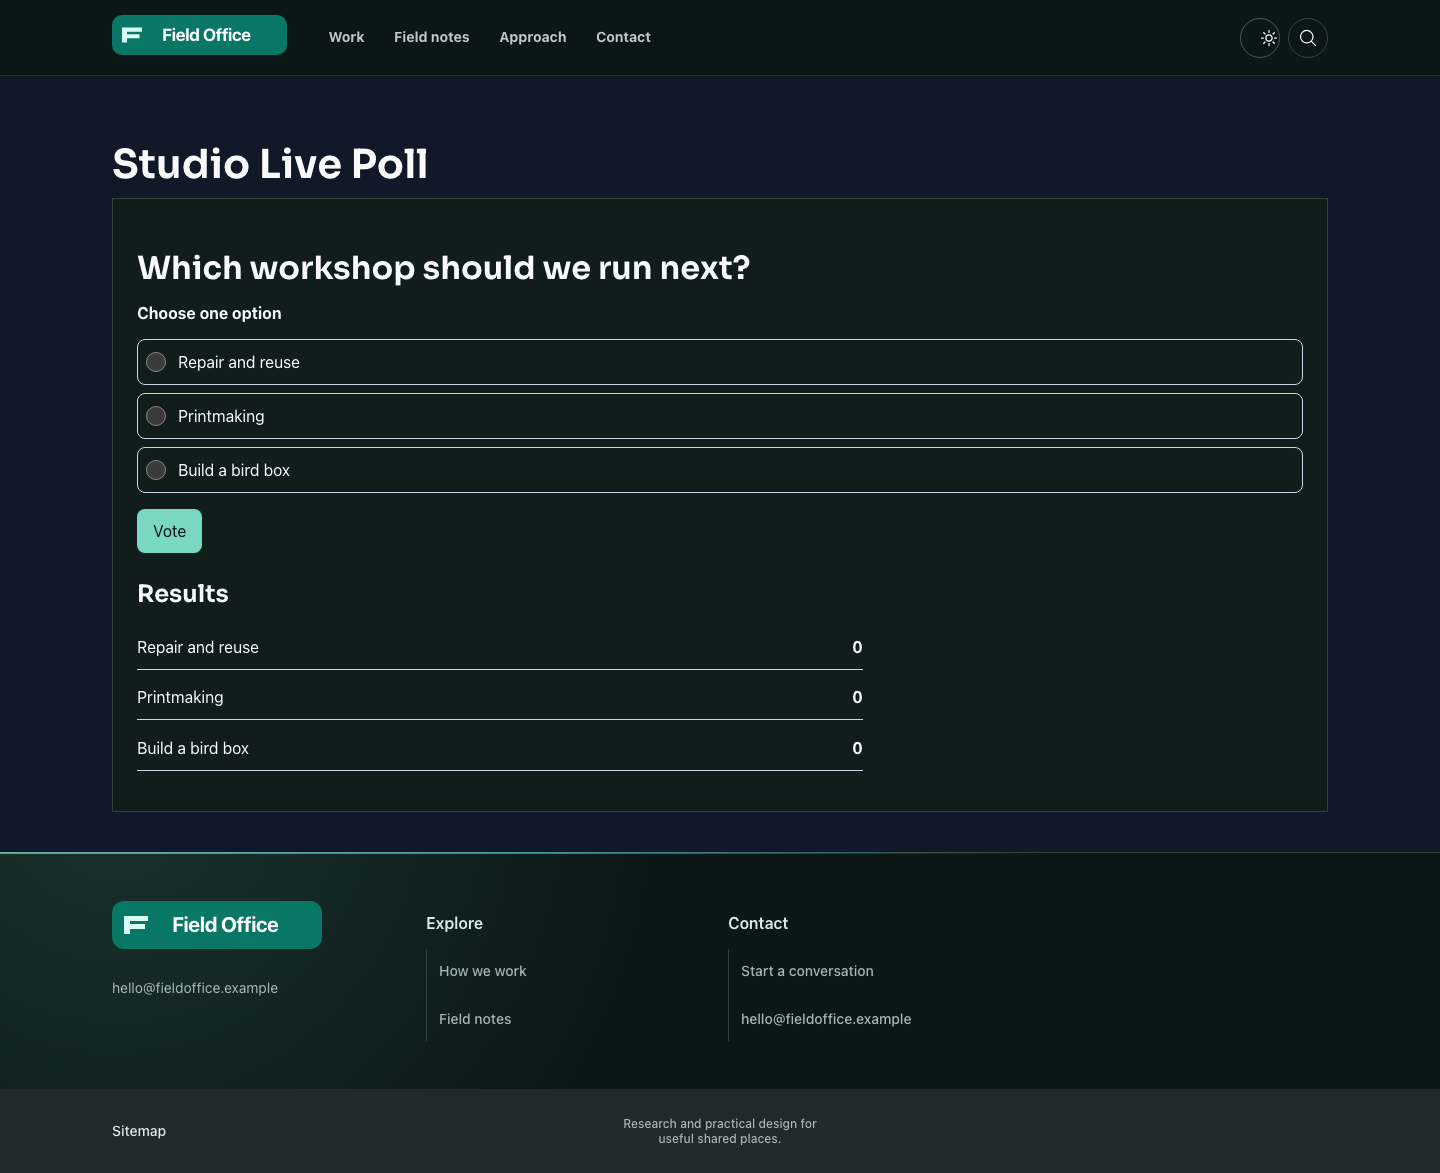 Field Office
Work
Field notes
Approach
Contact
Studio Live Poll
Which workshop should we run next?
Choose one option
Repair and reuse
Printmaking
Build a bird box
Vote
Results
Repair and reuse 0
Printmaking 0
Build a bird box 0
Field Office
hello@fieldoffice.example
Explore
How we work
Field notes
Contact
Start a conversation
hello@fieldoffice.example
Sitemap
Research and practical design for
useful shared places.